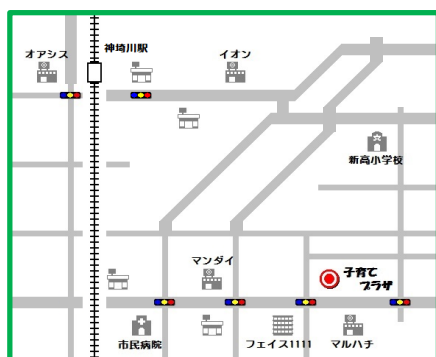 神埼川駅
オアシス
イオン
新高小学校
マンダイ
子育て
プラザ
市民病院
フェイス1111
マルハチ